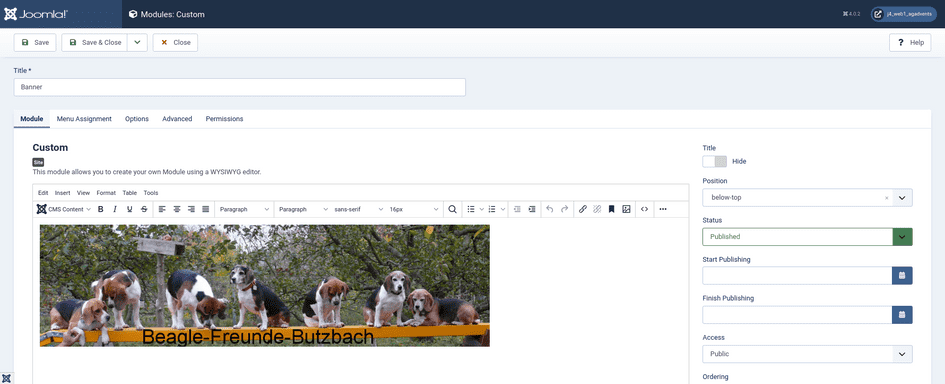 Joomla!® Modules: Custom 4.0.2 j4_web1_agadvents
Save Save & Close Close Help
Title *
Banner
Module Menu Assignment Options Advanced Permissions
Custom
Site
This module allows you to create your own Module using a WYSIWYG editor.
Edit Insert View Format Table Tools
CMS Content B I U S Paragraph Paragraph sans-serif 16px
Beagle-Freunde-Butzbach
Title
Hide
Position
below-top
Status
Published
Start Publishing
Finish Publishing
Access
Public
Ordering